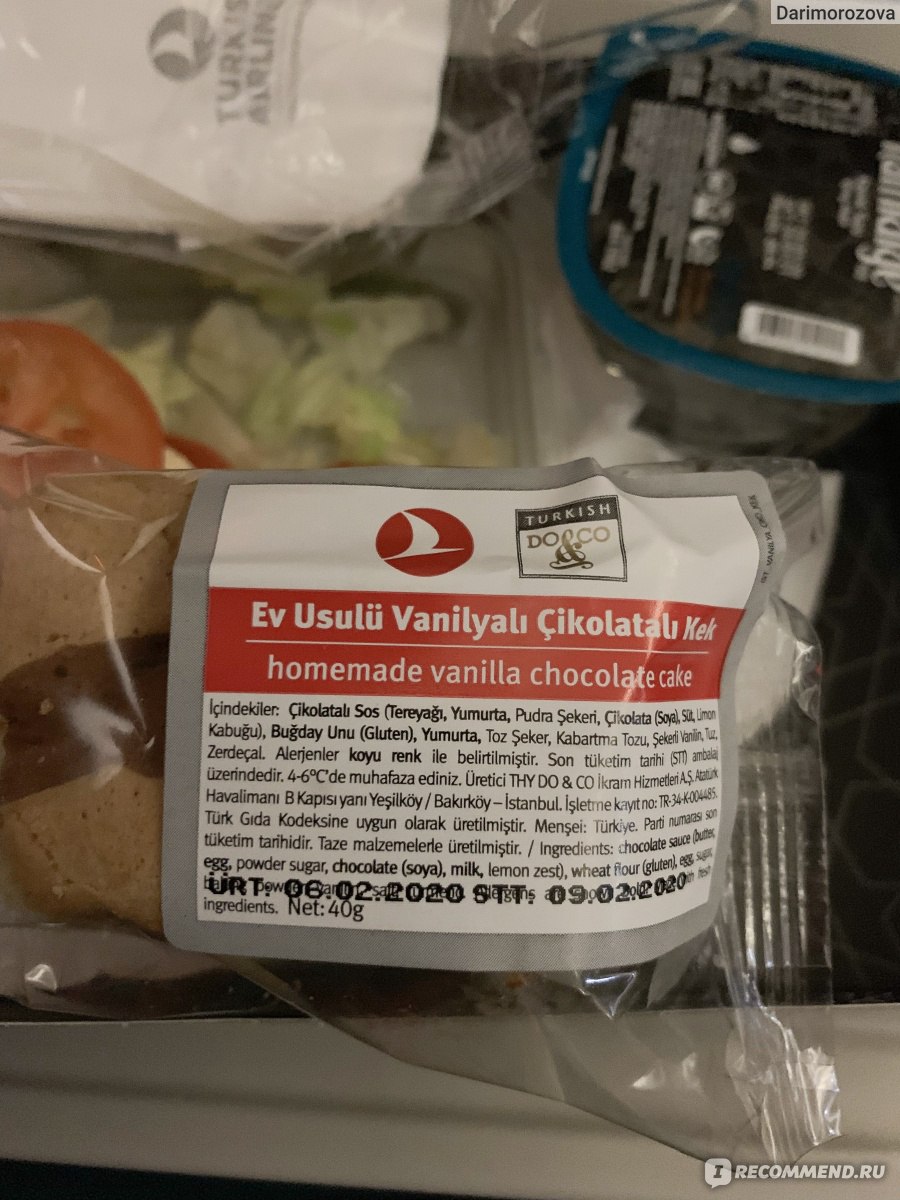 Darimorozova
TURKISH
AIRLINES
TURKISH
DO&CO
Ev Usulü Vanilyalı Çikolatalı Kek
homemade vanilla chocolate cake
İçindekiler: Çikolatalı Sos (Tereyağı, Yumurta, Pudra Şekeri, Çikolata (Soya), Süt, Limon
Kabuğu), Buğday Unu (Gluten), Yumurta, Toz Şeker, Kabartma Tozu, Şekerli Vanilin, Tuz,
Zerdeçal. Alerjenler koyu renk ile belirtilmiştir. Son tüketim tarihi (STT) ambalaj
üzerindedir. 4-6°C'de muhafaza ediniz. Üretici THY DO & CO İkram Hizmetleri A.Ş. Atatürk
Havalimanı B Kapısı yanı Yeşilköy / Bakırköy – İstanbul. İşletme kayıt no: TR-34-K-004485.
Türk Gıda Kodeksine uygun olarak üretilmiştir. Menşei: Türkiye. Parti numarası son
tüketim tarihidir. Taze malzemelerle üretilmiştir. / Ingredients: chocolate sauce (butter,
egg, powder sugar, chocolate (soya), milk, lemon zest), wheat flour (gluten), egg, sugar,
ÜRT: 06.02.2020 STT: 09.02.2020
ingredients. Net: 40g
IRECOMMEND.RU